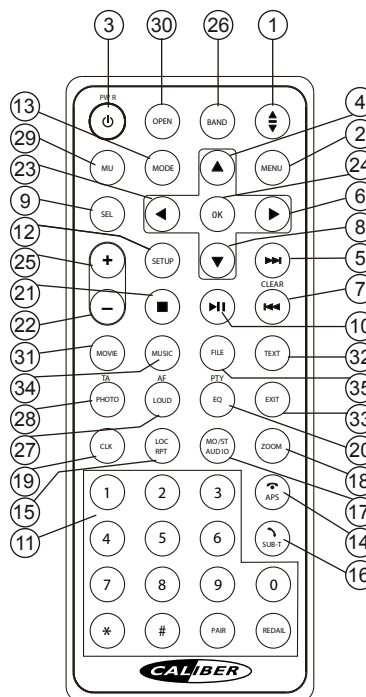 3 30 26 1
PWR
OPEN BAND
13 4
29 MU MODE MENU 2
23 24
9 SEL OK 6
12 8
25 + SETUP 5
21 CLEAR 7
22 −
10
31 MOVIE MUSIC FILE TEXT 32
34 TA AF PTY 35
28 PHOTO LOUD EQ EXIT 33
27 20
19 CLK LOC RPT MO/ST AUDIO ZOOM 18
15 17
11 1 2 3 APS 14
4 5 6 SUB-T 16
7 8 9 0
* # PAIR REDAIL
CALIBER